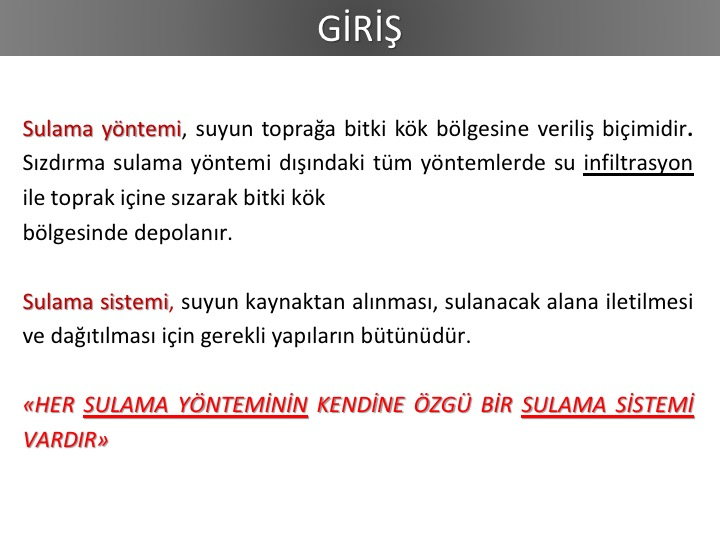 GİRİŞ
Sulama yöntemi, suyun toprağa bitki kök bölgesine veriliş biçimidir.
Sızdırma sulama yöntemi dışındaki tüm yöntemlerde su infiltrasyon
ile toprak içine sızarak bitki kök
bölgesinde depolanır.
Sulama sistemi, suyun kaynaktan alınması, sulanacak alana iletilmesi
ve dağıtılması için gerekli yapıların bütünüdür.
«HER SULAMA YÖNTEMİNİN KENDİNE ÖZGÜ BİR SULAMA SİSTEMİ
VARDIR»